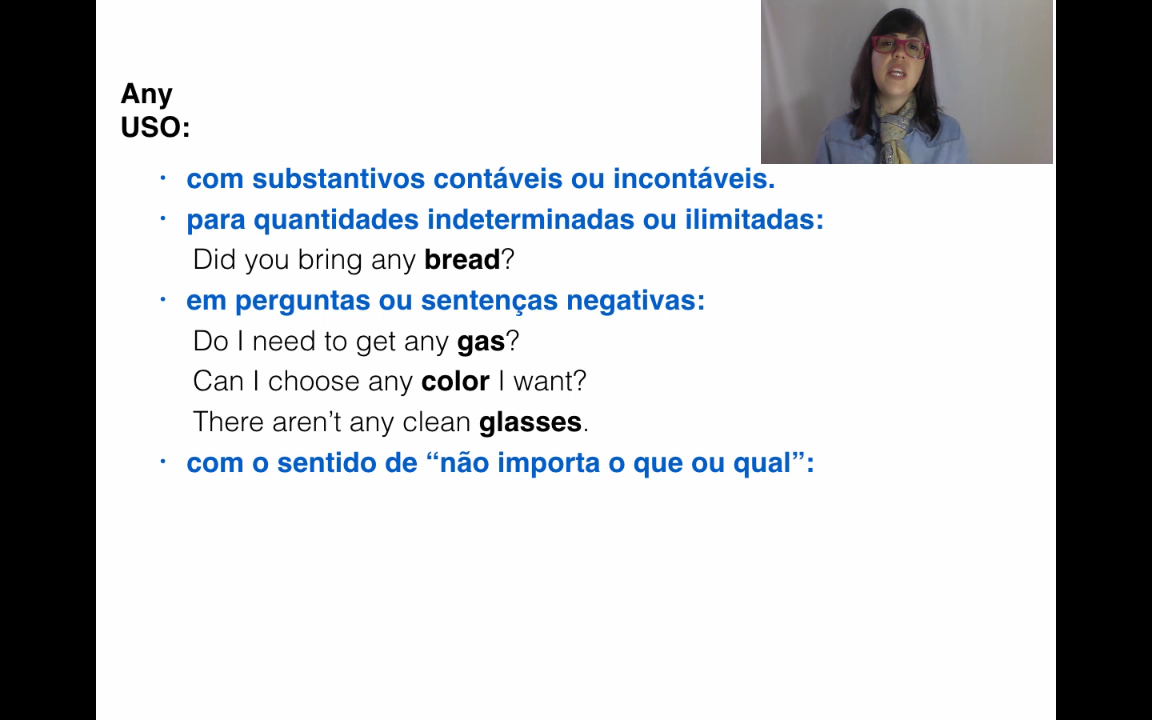 Any
USO:
· com substantivos contáveis ou incontáveis.
· para quantidades indeterminadas ou ilimitadas:
Did you bring any bread?
· em perguntas ou sentenças negativas:
Do I need to get any gas?
Can I choose any color I want?
There aren’t any clean glasses.
· com o sentido de “não importa o que ou qual”: